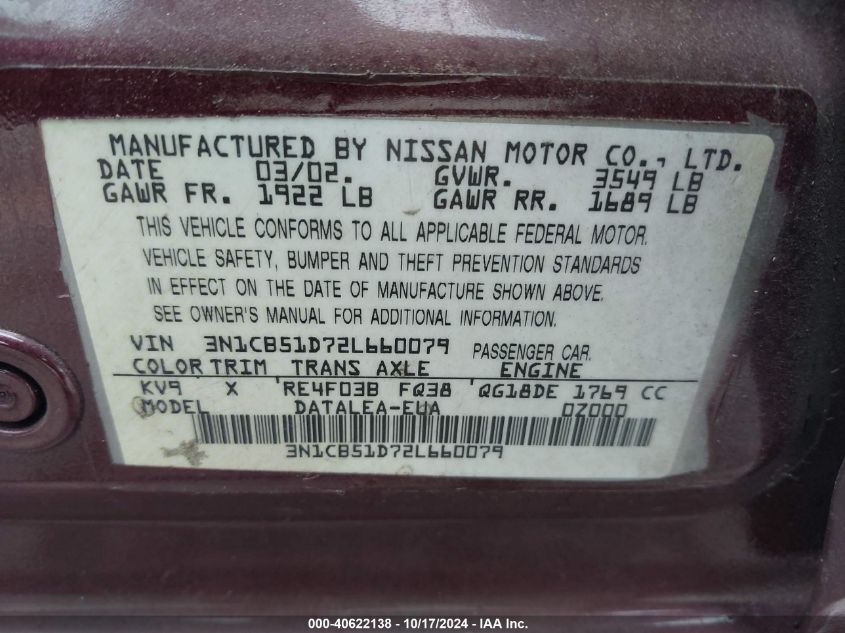 MANUFACTURED BY NISSAN MOTOR CO., LTD.
DATE 03/02. GVWR. 3549 LB
GAWR FR. 1922 LB GAWR RR. 1689 LB
THIS VEHICLE CONFORMS TO ALL APPLICABLE FEDERAL MOTOR.
VEHICLE SAFETY, BUMPER AND THEFT PREVENTION STANDARDS
IN EFFECT ON THE DATE OF MANUFACTURE SHOWN ABOVE.
SEE OWNER'S MANUAL FOR ADDITIONAL INFORMATION.
VIN 3N1CB51D72L660079 PASSENGER CAR.
COLOR TRIM TRANS AXLE ENGINE
KV9 X RE4F03B FQ38 QG18DE 1769 CC
MODEL DATALEA-EUA 0Z000
3N1CB51D72L660079
000-40622138 - 10/17/2024 - IAA Inc.